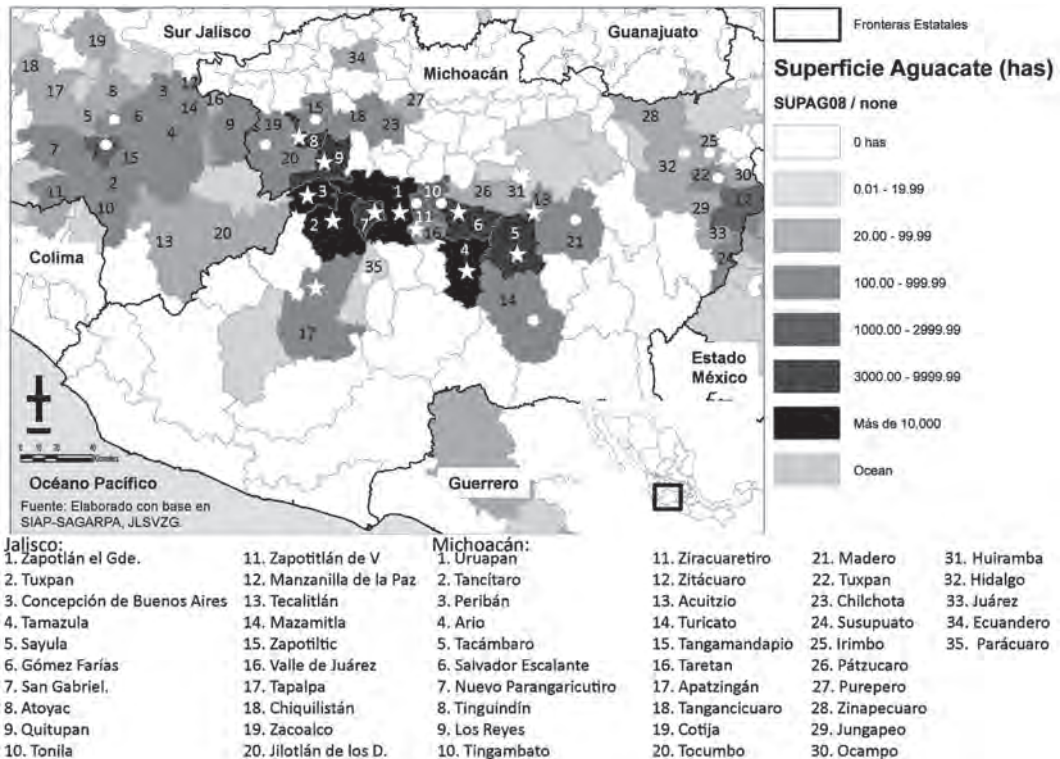 Sur Jalisco
Guanajuato
Michoacán
Colima
Estado
México
Guerrero
Océano Pacífico
Fuente: Elaborado con base en
SIAP-SAGARPA, JLSVZG.
Fronteras Estatales
Superficie Aguacate (has)
SUPAG08 / none
0 has
0.01 - 19.99
20.00 - 99.99
100.00 - 999.99
1000.00 - 2999.99
3000.00 - 9999.99
Más de 10,000
Ocean
Jalisco:
1. Zapotlán el Gde.
2. Tuxpan
3. Concepción de Buenos Aires
4. Tamazula
5. Sayula
6. Gómez Farías
7. San Gabriel.
8. Atoyac
9. Quitupan
10. Tonila
11. Zapotitlán de V
12. Manzanilla de la Paz
13. Tecalitlán
14. Mazamitla
15. Zapotiltic
16. Valle de Juárez
17. Tapalpa
18. Chiquilistán
19. Zacoalco
20. Jilotlán de los D.
Michoacán:
1. Uruapan
2. Tancítaro
3. Peribán
4. Ario
5. Tacámbaro
6. Salvador Escalante
7. Nuevo Parangaricutiro
8. Tinguindín
9. Los Reyes
10. Tingambato
11. Ziracuaretiro
12. Zitácuaro
13. Acuitzio
14. Turicato
15. Tangamandapio
16. Taretan
17. Apatzingán
18. Tangancicuaro
19. Cotija
20. Tocumbo
21. Madero
22. Tuxpan
23. Chilchota
24. Susupuato
25. Irimbo
26. Pátzucaro
27. Purepero
28. Zinapecuaro
29. Jungapeo
30. Ocampo
31. Huiramba
32. Hidalgo
33. Juárez
34. Ecuandero
35. Parácuaro